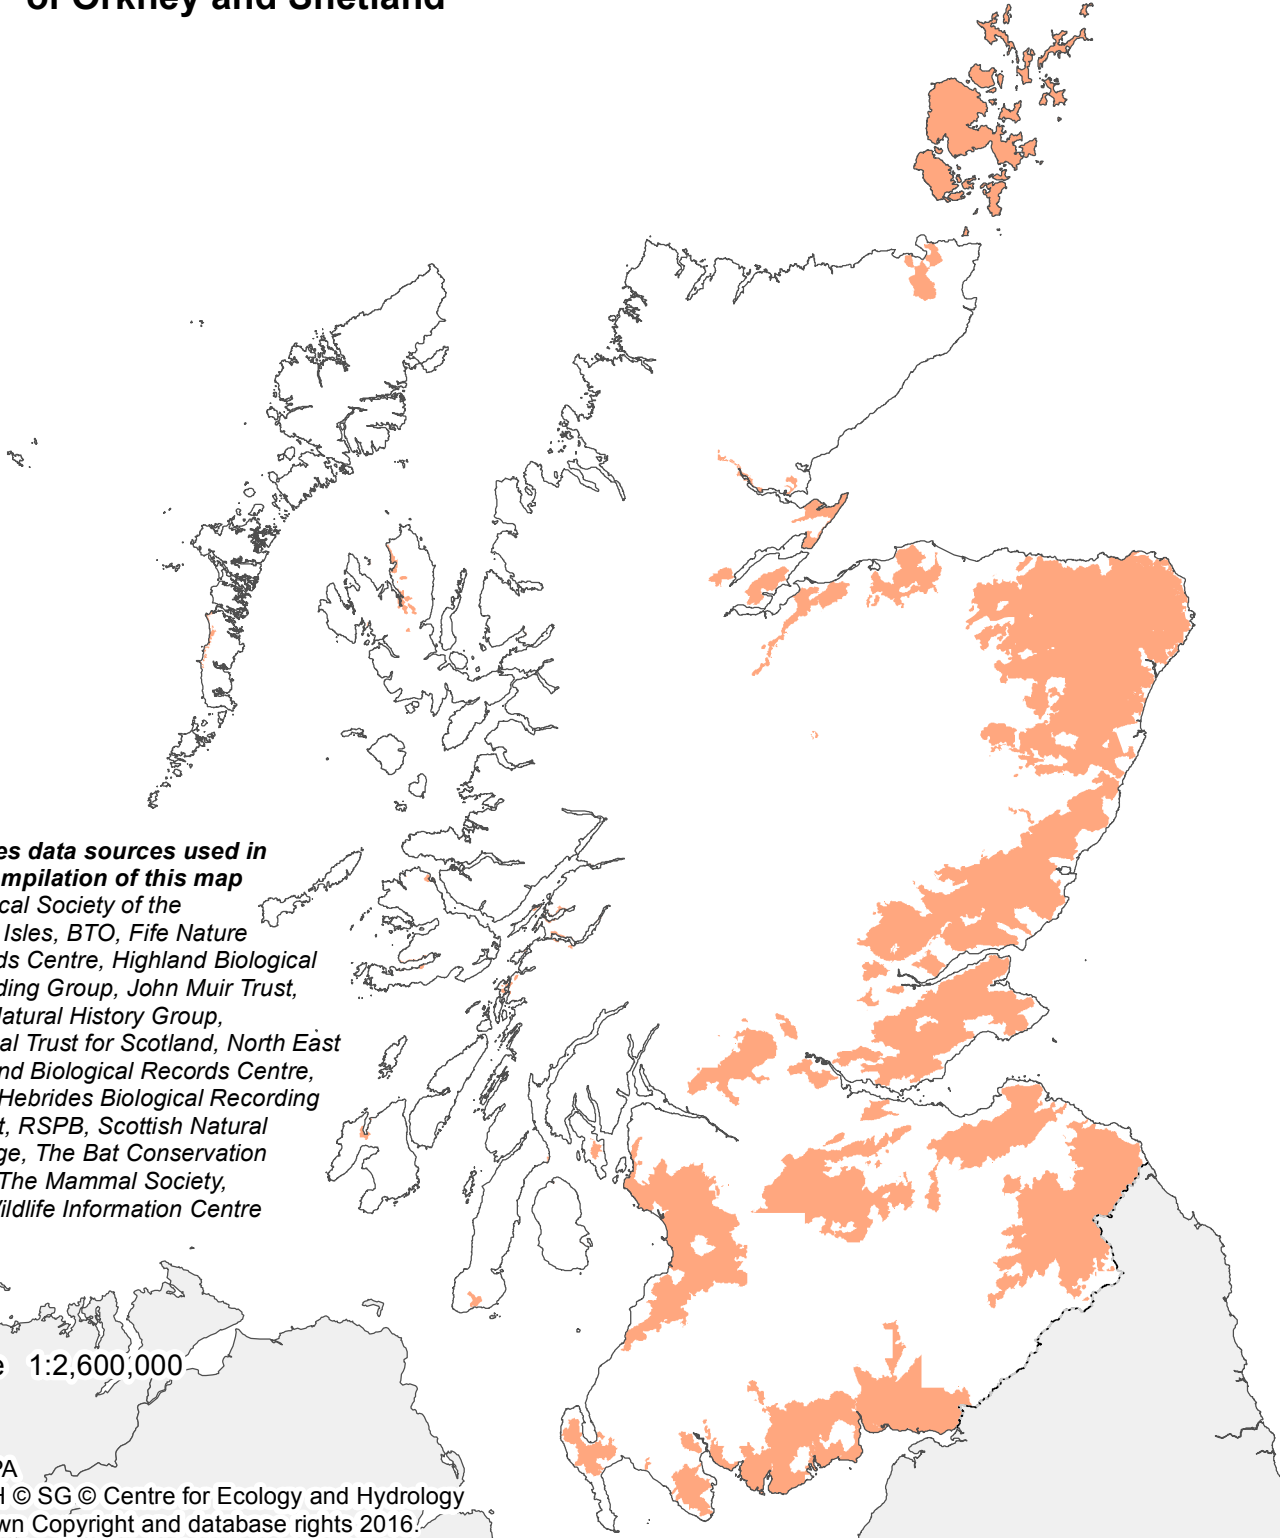 of Orkney and Shetland
es data sources used in
mpilation of this map
cal Society of the
Isles, BTO, Fife Nature
ds Centre, Highland Biological
ding Group, John Muir Trust,
Natural History Group,
al Trust for Scotland, North East
nd Biological Records Centre,
Hebrides Biological Recording
t, RSPB, Scottish Natural
ge, The Bat Conservation
The Mammal Society,
Wildlife Information Centre
e 1:2,600,000
PA
H © SG © Centre for Ecology and Hydrology
wn Copyright and database rights 2016.